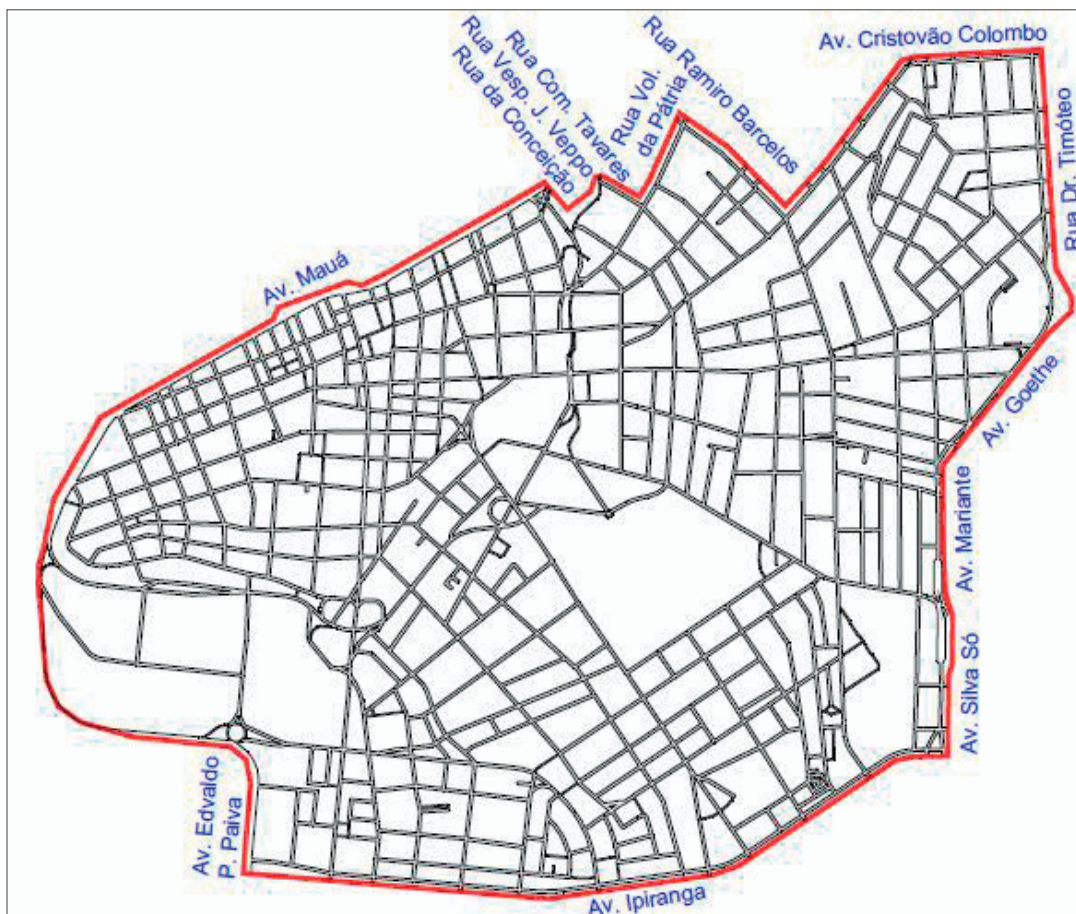 Av. Cristovão Colombo
Rua Ramiro Barcelos
Rua Vol.
da Pátria
Rua Com. Tavares
Rua Vesp. J. Veppo
Rua da Conceição
Rua Dr. Timóteo
Av. Mauá
Av. Goethe
Av. Mariante
Av. Silva Só
Av. Edvaldo
P. Paiva
Av. Ipiranga